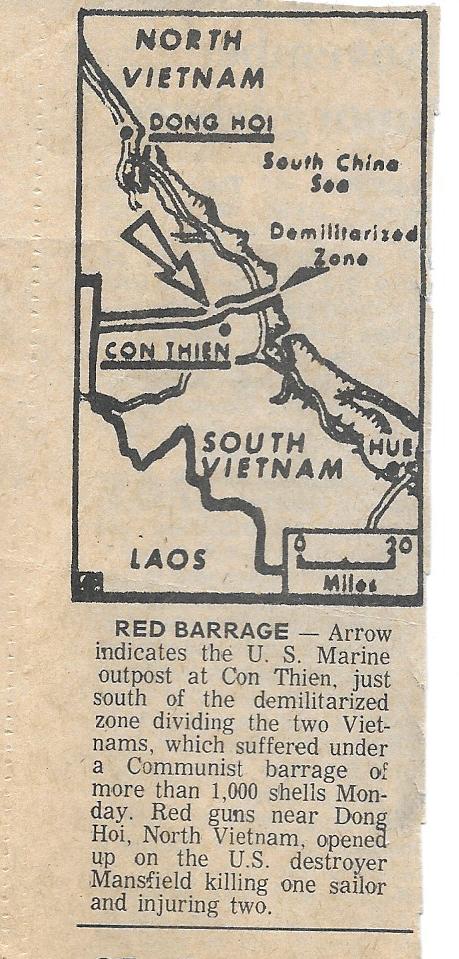 NORTH
VIETNAM
DONG HOI
South China
Sea
Demilitarized
Zone
CON THIEN
SOUTH
VIETNAM
HUE
LAOS
0 30
Miles
RED BARRAGE — Arrow
indicates the U. S. Marine
outpost at Con Thien, just
south of the demilitarized
zone dividing the two Viet-
nams, which suffered under
a Communist barrage of
more than 1,000 shells Mon-
day. Red guns near Dong
Hoi, North Vietnam, opened
up on the U.S. destroyer
Mansfield killing one sailor
and injuring two.